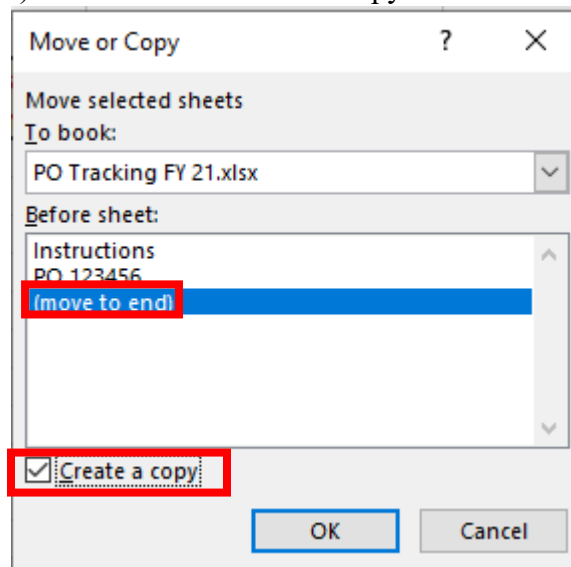 Move or Copy ?
Move selected sheets
To book:
PO Tracking FY 21.xlsx
Before sheet:
Instructions
PO 123456
(move to end)
Create a copy
OK Cancel